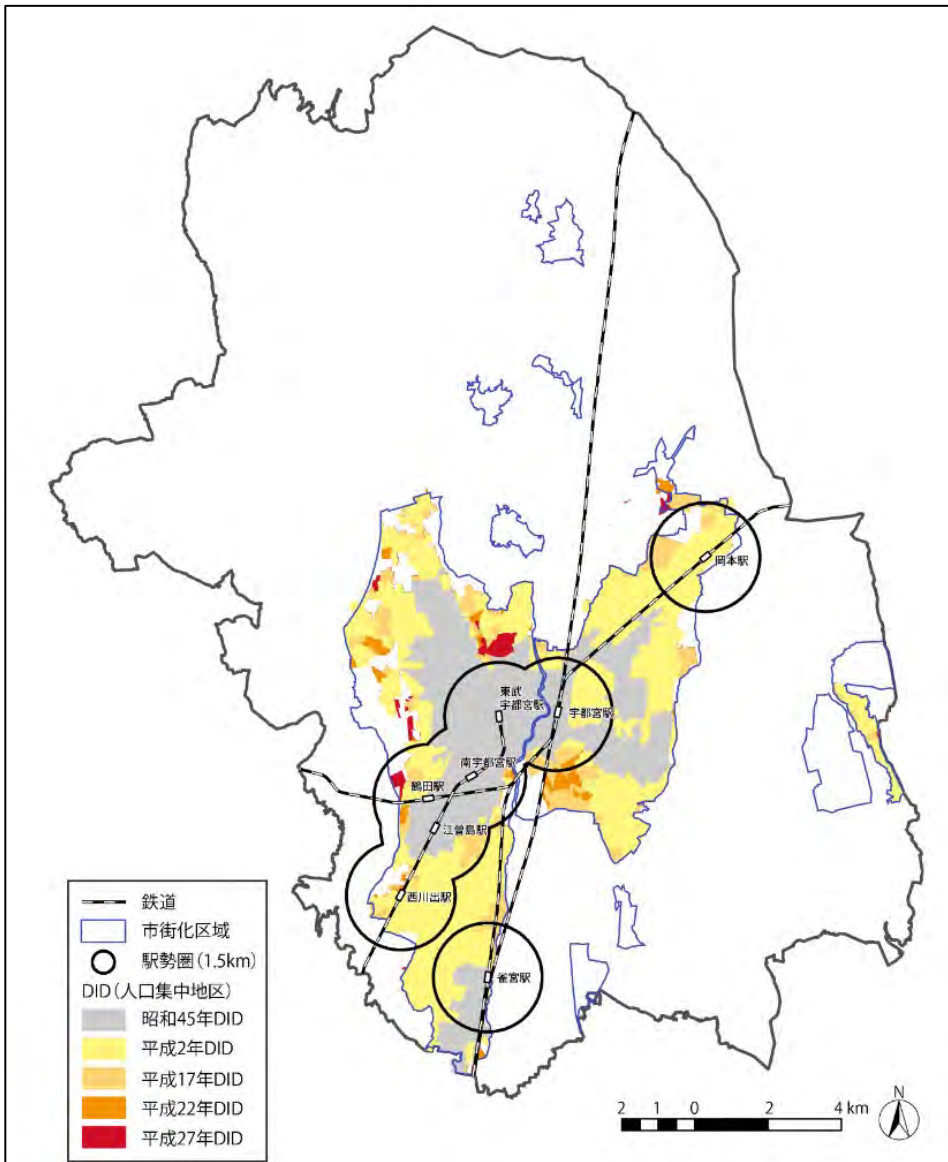 岡本駅
東武
宇都宮駅
宇都宮駅
南宇都宮駅
鶴田駅
江曽島駅
西川出駅
雀宮駅
鉄道
市街化区域
駅勢圏(1.5km)
DID(人口集中地区)
昭和45年DID
平成2年DID
平成17年DID
平成22年DID
平成27年DID
2 1 0 2 4 km
N